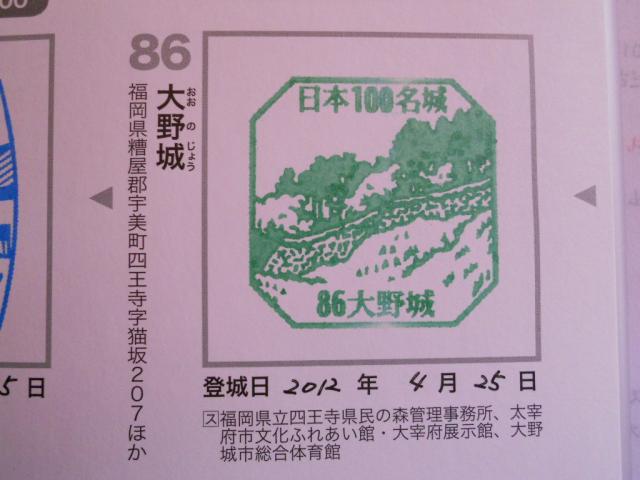 00
86
大野城
おおのじょう
福岡県糟屋郡宇美町四王寺字猫坂207ほか
日本100名城
86大野城
登城日 2012 年 4 月 25 日
ス福岡県立四王寺県民の森管理事務所、太宰
府市文化ふれあい館・大宰府展示館、大野
城市総合体育館
5日